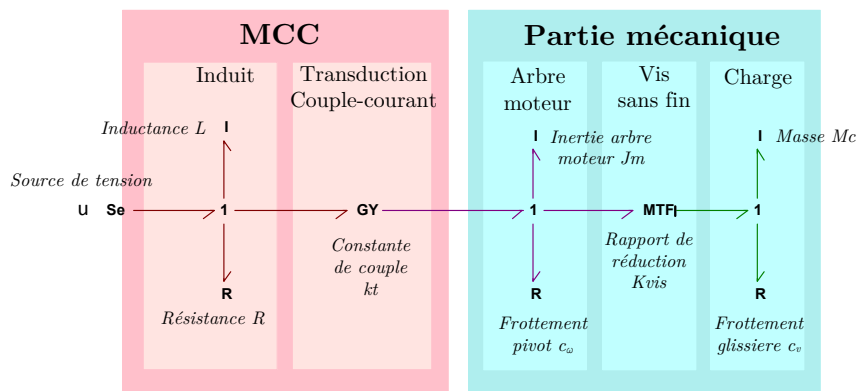 MCC
Partie mécanique
Induit
Transduction
Couple-courant
Arbre
moteur
Vis
sans fin
Charge
Inductance L
I
I
Inertie arbre
moteur Jm
I
Masse Mc
Source de tension
u Se
1
GY
1
MTF
1
Constante
de couple
kt
Rapport de
réduction
Kvis
R
R
R
Résistance R
Frottement
pivot cω
Frottement
glissiere cv